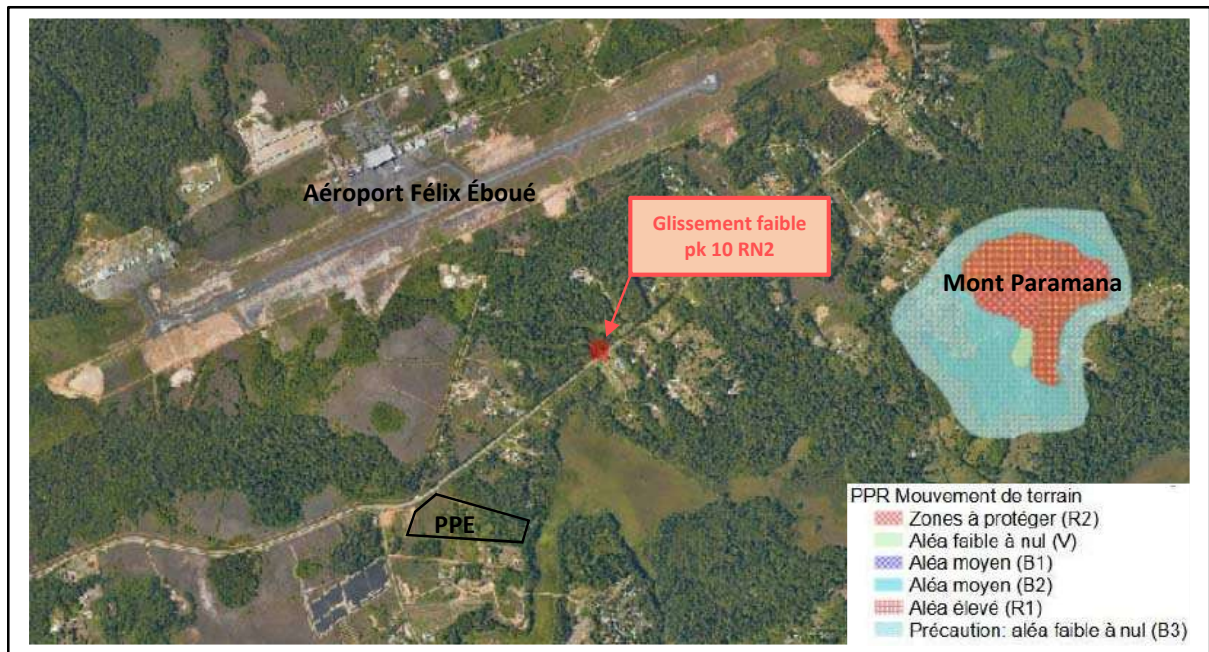 Aéroport Félix Éboué
Glissement faible
pk 10 RN2
Mont Paramana
PPE
PPR Mouvement de terrain
Zones à protéger (R2)
Aléa faible à nul (V)
Aléa moyen (B1)
Aléa moyen (B2)
Aléa élevé (R1)
Précaution: aléa faible à nul (B3)